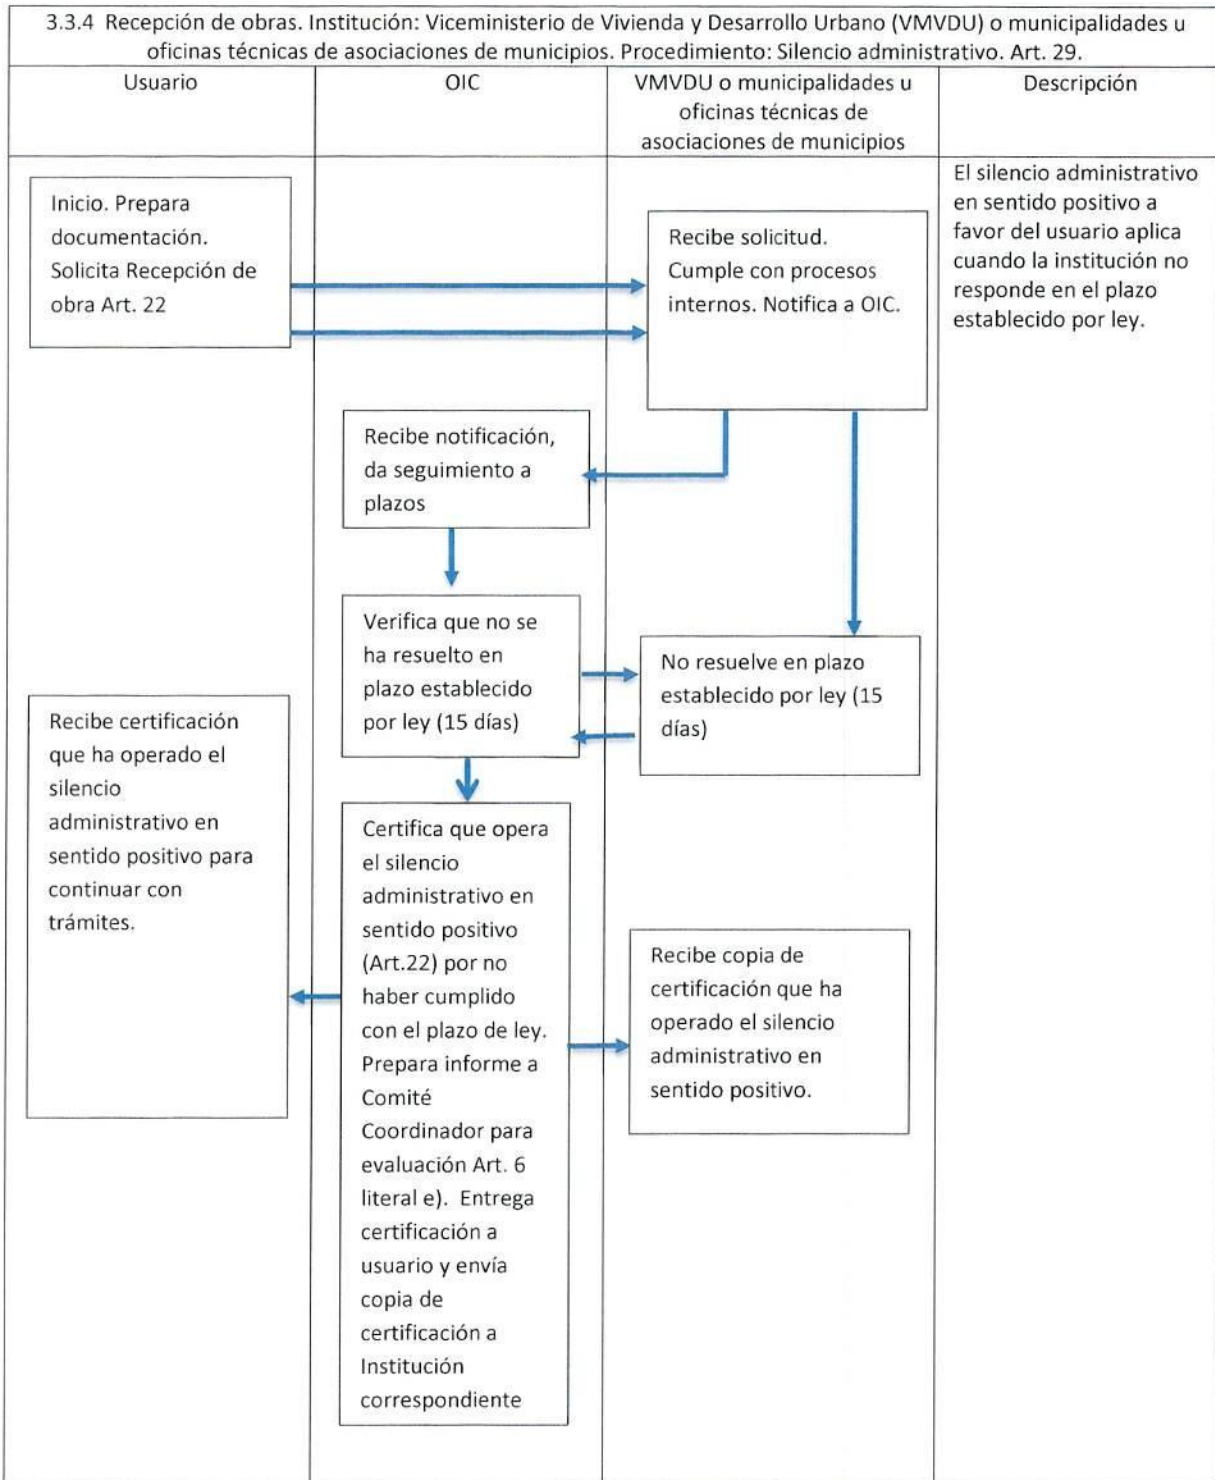 3.3.4 Recepción de obras. Institución: Viceministerio de Vivienda y Desarrollo Urbano (VMVDU) o municipalidades u
oficinas técnicas de asociaciones de municipios. Procedimiento: Silencio administrativo. Art. 29.
Usuario
OIC
VMVDU o municipalidades u
oficinas técnicas de
asociaciones de municipios
Descripción
Inicio. Prepara
documentación.
Solicita Recepción de
obra Art. 22
Recibe solicitud.
Cumple con procesos
internos. Notifica a OIC.
El silencio administrativo
en sentido positivo a
favor del usuario aplica
cuando la institución no
responde en el plazo
establecido por ley.
Recibe notificación,
da seguimiento a
plazos
Verifica que no se
ha resuelto en
plazo establecido
por ley (15 días)
No resuelve en plazo
establecido por ley (15
días)
Recibe certificación
que ha operado el
silencio
administrativo en
sentido positivo para
continuar con
trámites.
Certifica que opera
el silencio
administrativo en
sentido positivo
(Art.22) por no
haber cumplido
con el plazo de ley.
Prepara informe a
Comité
Coordinador para
evaluación Art. 6
literal e). Entrega
certificación a
usuario y envía
copia de
certificación a
Institución
correspondiente
Recibe copia de
certificación que ha
operado el silencio
administrativo en
sentido positivo.